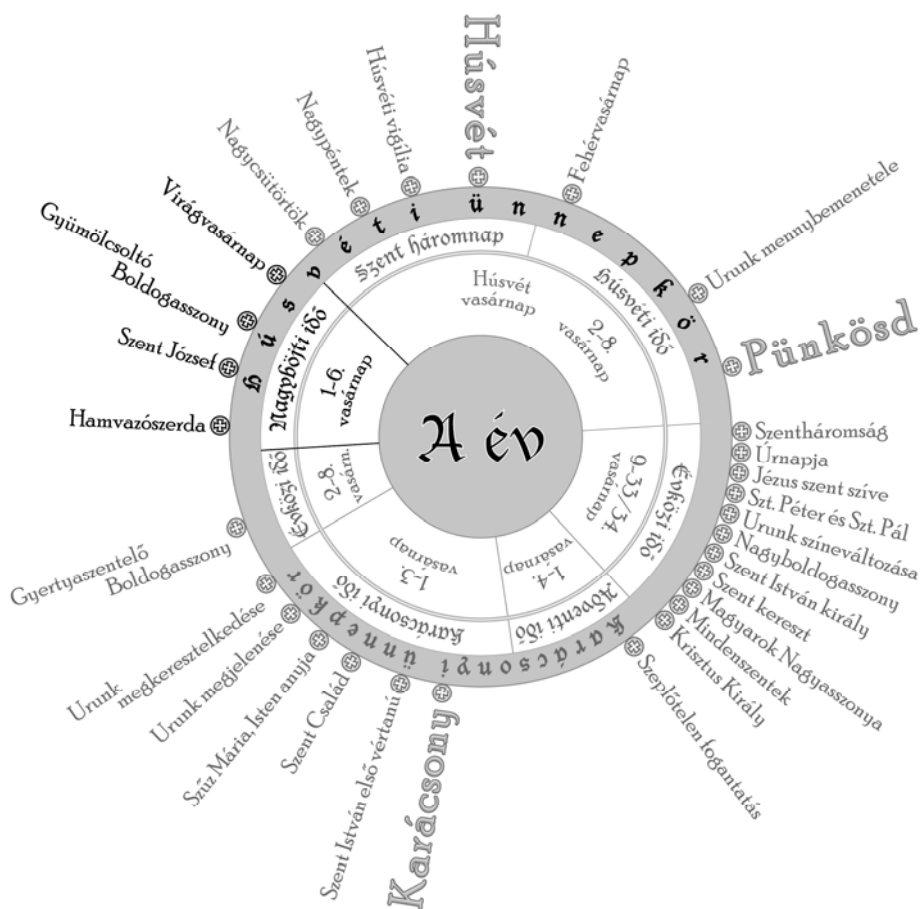 A év
Húsvéti ünnepkör
Karácsonyi ünnepkör
Szent háromnap
Húsvéti idő
Évközi idő
Ádventi idő
Karácsonyi idő
Évközi idő
Nagyböjti idő
Húsvét
vasárnap
2-8.
vasárnap
9-33/34.
vasárnap
1-4.
vasárnap
1-3.
vasárnap
2-8.
vasárn.
1-6.
vasárnap
Húsvét
Fehérvasárnap
Urunk mennybemenetele
Pünkösd
Szentháromság
Úrnapja
Jézus szent szíve
Szt. Péter és Szt. Pál
Urunk színeváltozása
Nagyboldogasszony
Szent István király
Szent kereszt
Magyarok Nagyasszonya
Mindenszentek
Krisztus Király
Szeplőtelen fogantatás
Karácsony
Szent István első vértanú
Szent Család
Szűz Mária, Isten anyja
Urunk megjelenése
Urunk
megkeresztelkedése
Gyertyaszentelő
Boldogasszony
Hamvazószerda
Szent József
Gyümölcsoltó
Boldogasszony
Virágvasárnap
Nagycsütörtök
Nagypéntek
Húsvéti vigília